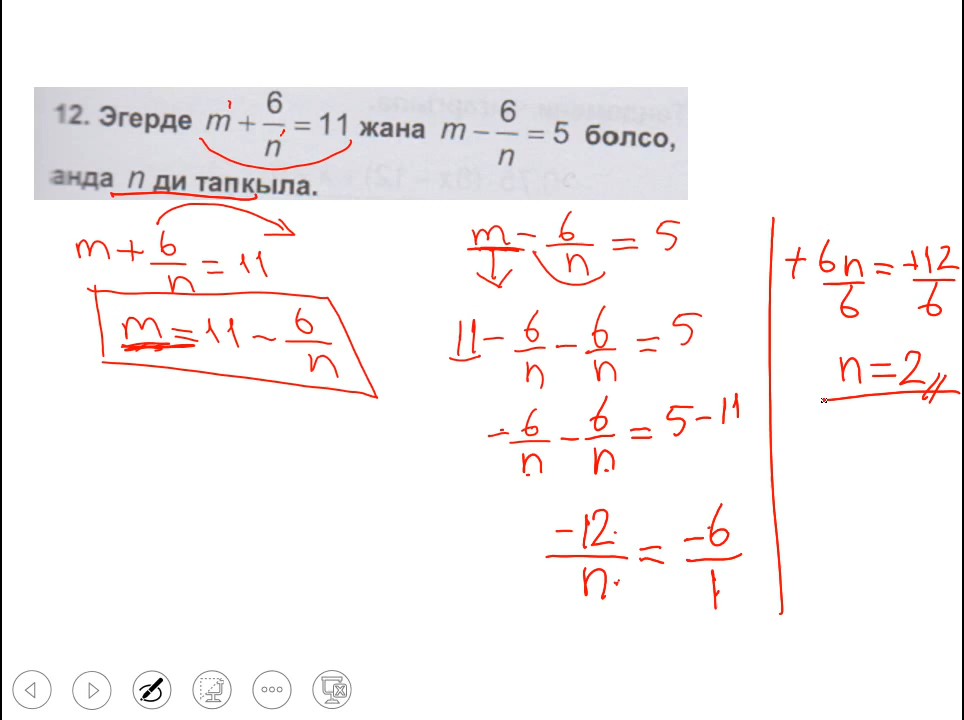 12. Эгерде m + 6/n = 11 жана m − 6/n = 5 болсо,
анда n ди тапкыла.
m + 6/n = 11
m = 11 − 6/n
m − 6/n = 5
11 − 6/n − 6/n = 5
− 6/n − 6/n = 5 − 11
−12/n = −6/1
+ 6n/6 = +12/6
n = 2